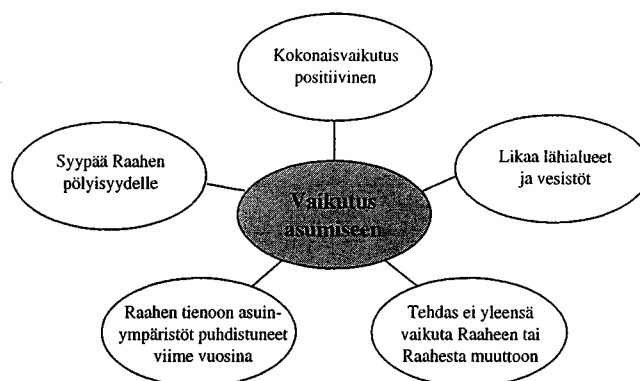 Kokonaisvaikutus
positiivinen
Syypää Raahen
pölyisyydelle
Likaa lähialueet
ja vesistöt
Vaikutus
asumiseen
Raahen tienoon asuin-
ympäristöt puhdistuneet
viime vuosina
Tehdas ei yleensä
vaikuta Raaheen tai
Raahesta muuttoon